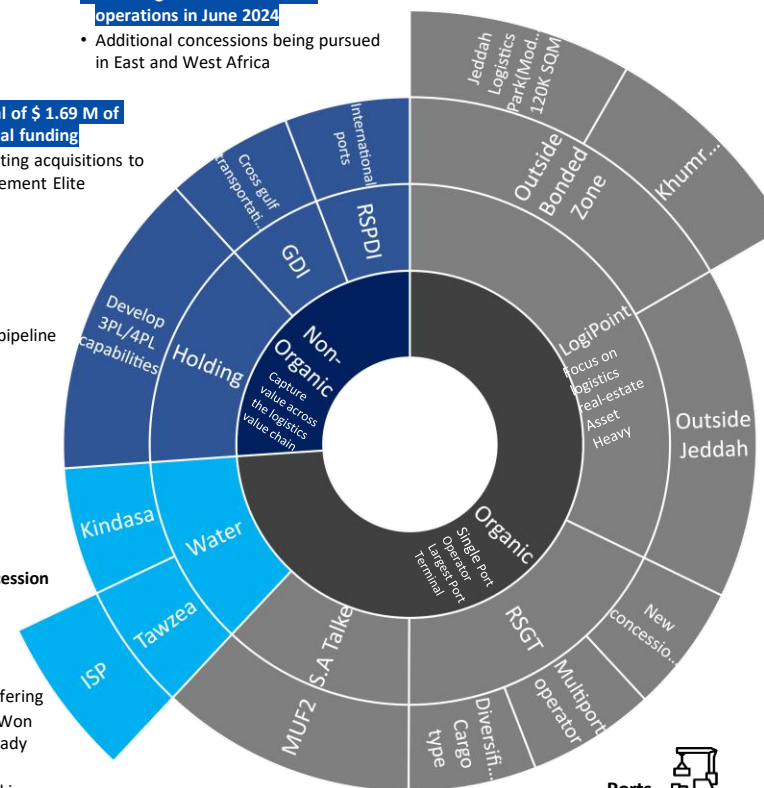 operations in June 2024
• Additional concessions being pursued
in East and West Africa
al of $ 1.69 M of
al funding
ting acquisitions to
ement Elite
pipeline
cession
fering
Won
ady
Jeddah
Logistics
Park(Mod...
120K SQM
Khumr...
Outside
Bonded
Zone
International
ports
Cross gulf
transportati...
RSPDI
GDI
Develop
3PL/4PL
capabilities
Holding
Non-
Organic
Capture
value across
the logistics
value chain
LogiPoint
Focus on
logistics
real-estate
Asset
Heavy
Outside
Jeddah
Organic
Single Port
Operator
Largest Port
Terminal
Kindasa
Water
Tawzea
ISP
S.A Talke
MUF2
RSGT
New
concessio...
Multiport
operator
Diversifi...
Cargo
type
Ports